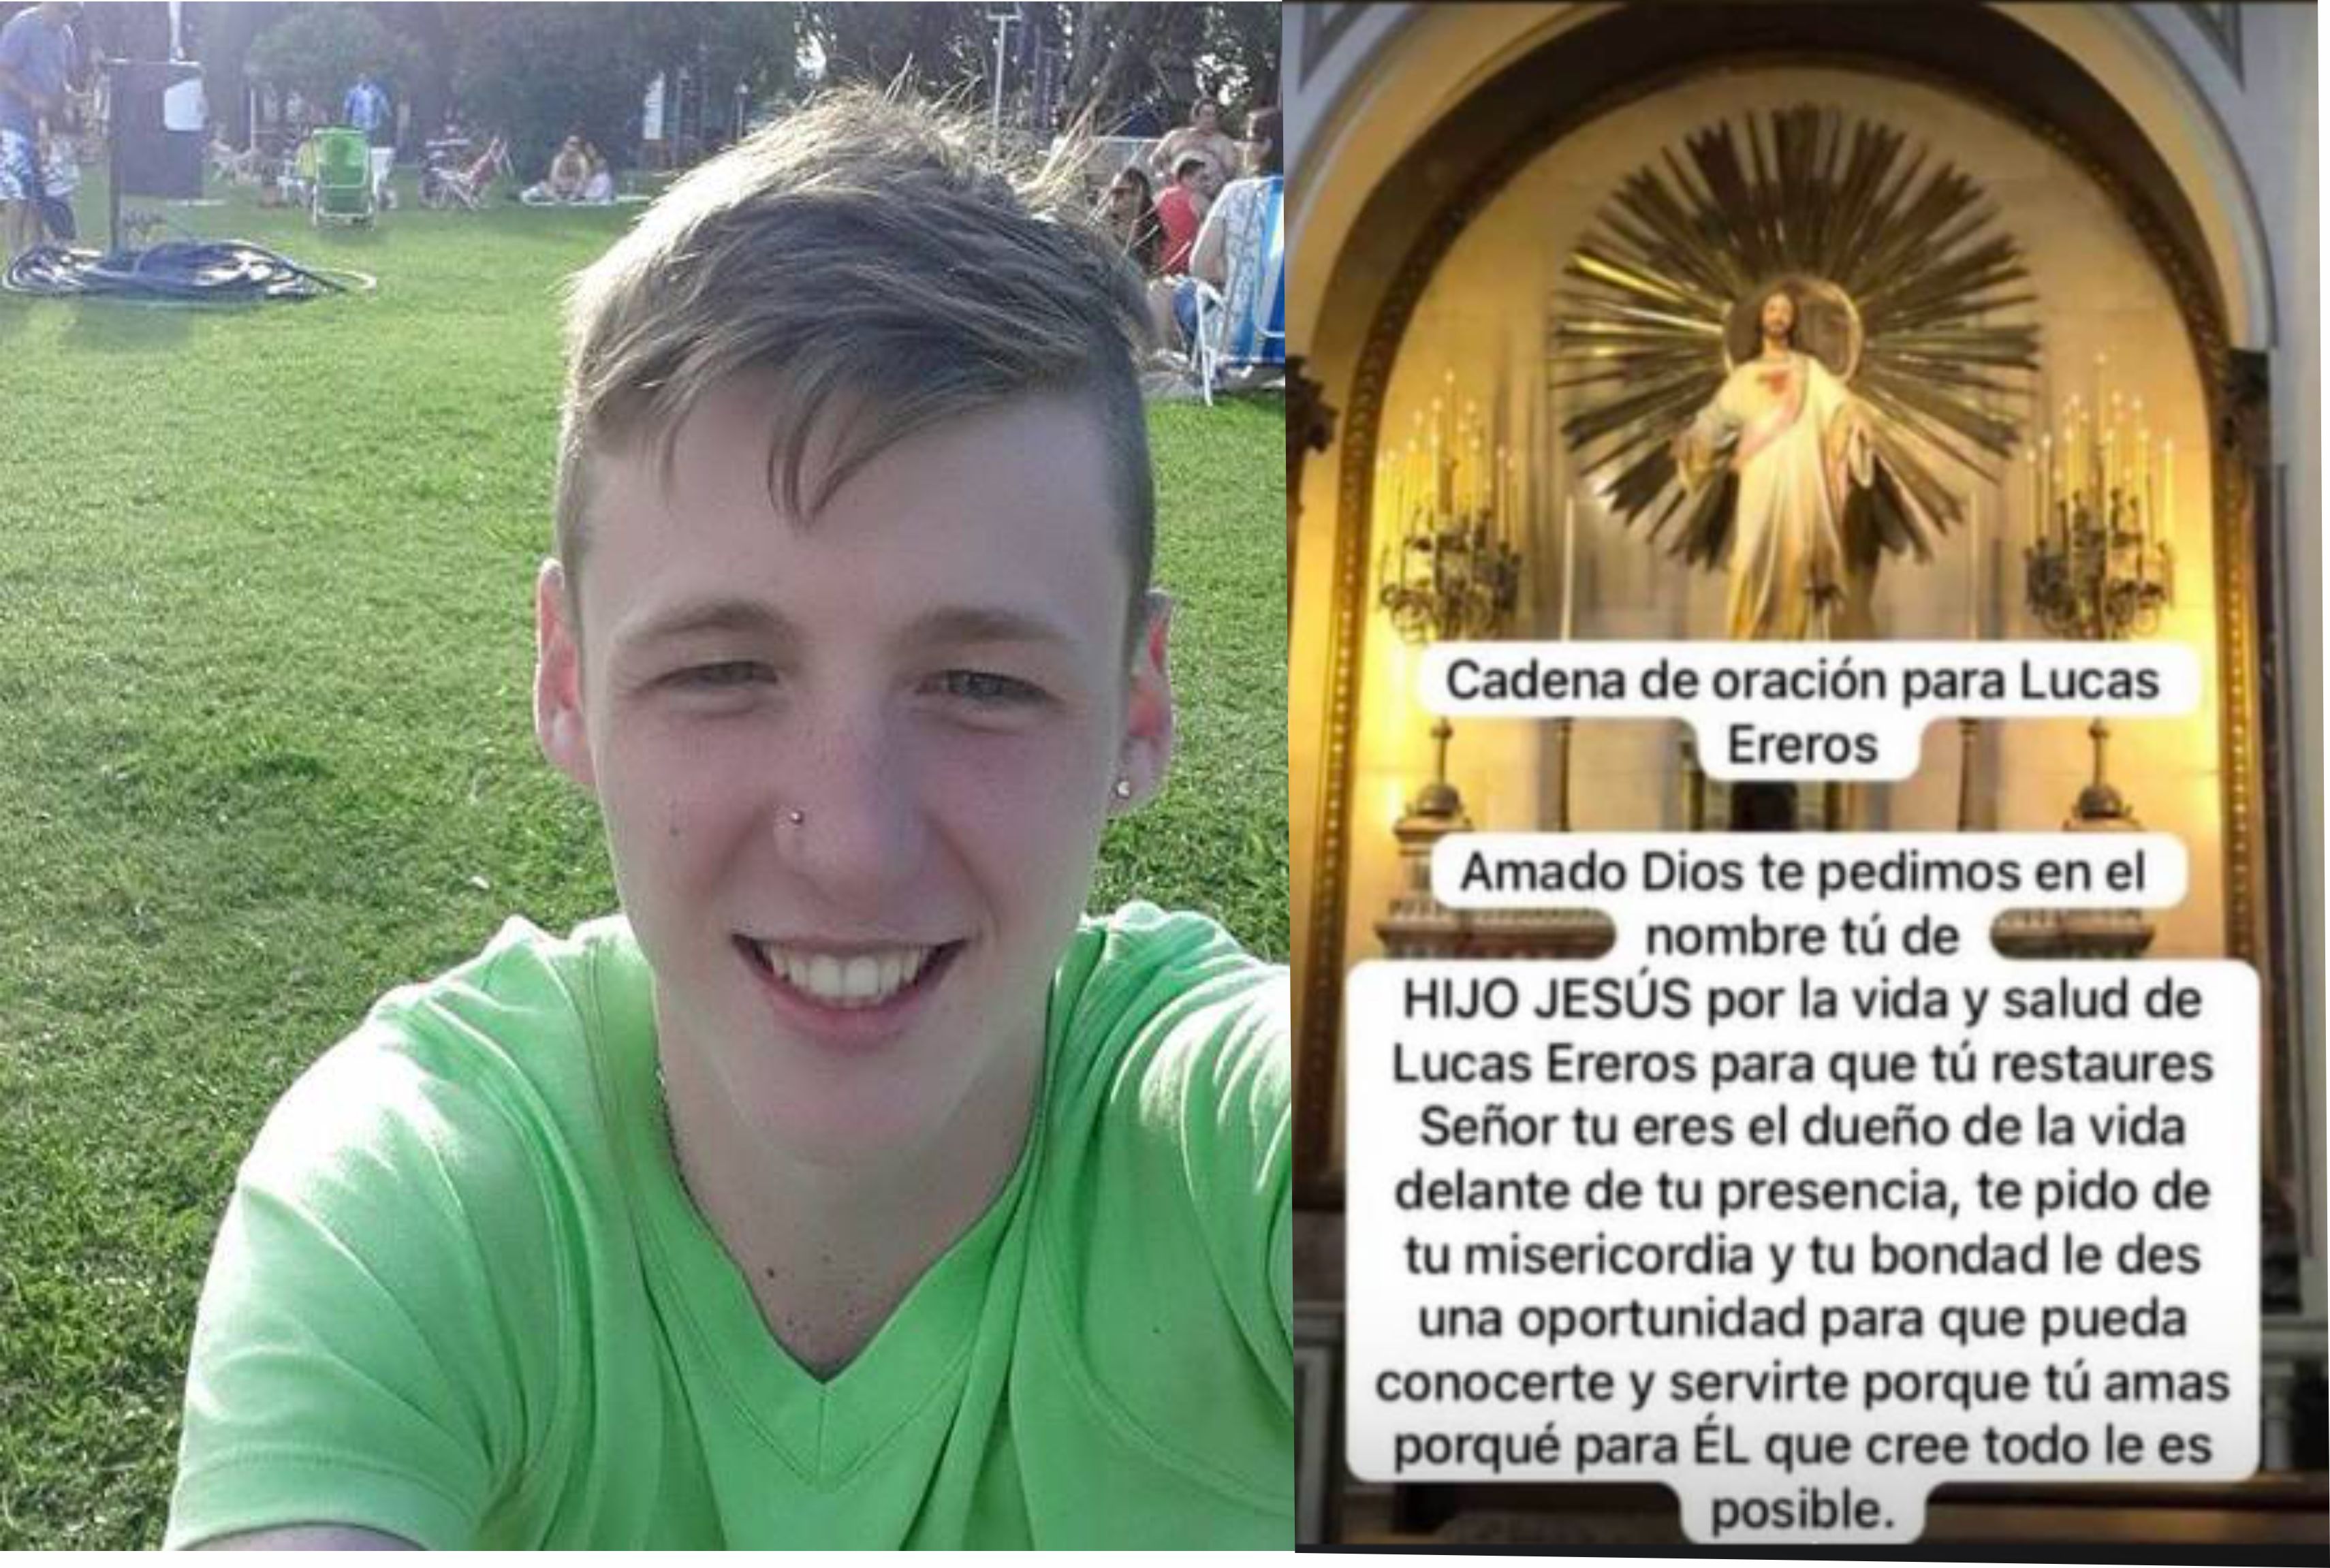 Cadena de oración para Lucas
Ereros
Amado Dios te pedimos en el
nombre tú de
HIJO JESÚS por la vida y salud de
Lucas Ereros para que tú restaures
Señor tu eres el dueño de la vida
delante de tu presencia, te pido de
tu misericordia y tu bondad le des
una oportunidad para que pueda
conocerte y servirte porque tú amas
porqué para ÉL que cree todo le es
posible.